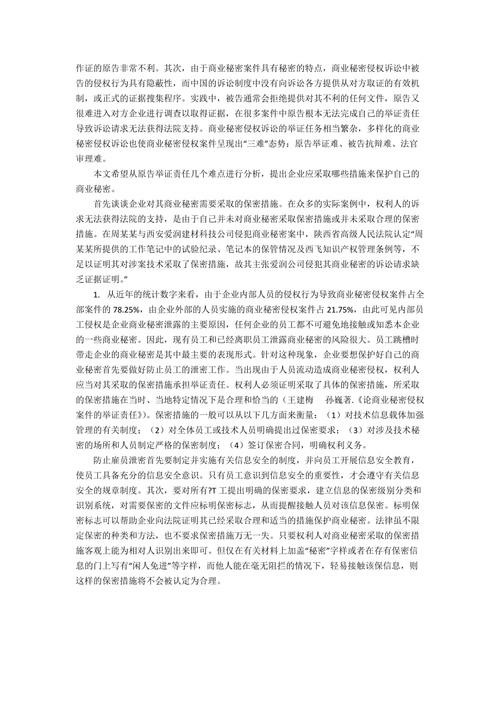 作证的原告非常不利。其次，由于商业秘密案件具有秘密的特点，商业秘密侵权诉讼中被
告的侵权行为具有隐蔽性，而中国的诉讼制度中没有向诉讼各方提供从对方取证的有效机
制，或正式的证据搜集程序。实践中，被告通常会拒绝提供对其不利的任何文件，原告又
很难进入对方企业进行调查以取得证据，在很多案件中原告根本无法完成自己的举证责任
导致诉讼请求无法获得法院支持。商业秘密侵权诉讼的举证任务相当繁杂，多样化的商业
秘密侵权诉讼也使商业秘密侵权案件呈现出“三难”态势：原告举证难、被告抗辩难、法官
审理难。
本文希望从原告举证责任几个难点进行分析，提出企业应采取哪些措施来保护自己的
商业秘密。
首先谈谈企业对其商业秘密需要采取的保密措施。在众多的实际案例中，权利人的诉
求无法获得法院的支持，是由于自己并未对商业秘密采取保密措施或并未采取合理的保密
措施。在周某某与西安爱润建材科技公司侵犯商业秘密案中，陕西省高级人民法院认定“周
某某所提供的工作笔记中的试验纪录、笔记本的保管情况及西飞知识产权管理条例等，不
足以证明其对涉案技术采取了保密措施，故其主张爱润公司侵犯其商业秘密的诉讼请求缺
乏证据证明。”
1. 从近年的统计数字来看，由于企业内部人员的侵权行为导致商业秘密侵权案件占全
部案件的 78.25%，由企业外部的人员实施的商业秘密侵权案件占 21.75%，由此可见内部员
工侵权是企业商业秘密泄露的主要原因，任何企业的员工都不可避免地接触或知悉本企业
的一些商业秘密。因此，现有员工和已经离职员工泄露商业秘密的风险很大。员工跳槽时
带走企业的商业秘密是其中最主要的表现形式。针对这种现象，企业要想保护好自己的商
业秘密首先要做好防止员工的泄密工作。当出现由于人员流动造成商业秘密侵权，权利人
应当对其采取的保密措施承担举证责任。权利人必须证明采取了具体的保密措施，所采取
的保密措施在当时、当地特定情况下是合理和恰当的（王建梅 孙巍著.《论商业秘密侵权
案件的举证责任》）。保密措施的一般可以从以下几方面来衡量：（1）对技术信息载体加强
管理的有关制度；（2）对全体员工或技术员工明确提出过保密要求；（3）对涉及技术秘
密的场所和人员制定严格的保密制度；（4）签订保密合同，明确权利义务。
防止雇员泄密首先要制定并实施有关信息安全的制度，并向员工开展信息安全教育，
使员工具备充分的信息安全意识。只有员工意识到信息安全的重要性，才会遵守有关信息
安全的规章制度。其次，要对所有 YT 工提出明确的保密要求，建立信息的保密级别分类和
识别系统，对需要保密的文件应标明保密标志，从而提醒接触人员对该信息保密。标明保
密标志可以帮助企业向法院证明其已经采取合理和适当的措施保护商业秘密。法律虽不限
定保密的种类和方法，也不要求保密措施万无一失。只要权利人对商业秘密采取的保密措
施客观上能为相对人识别出来即可。但仅在有关材料上加盖“秘密”字样或者在存有保密信
息的门上写有“闲人免进”等字样，而他人能在毫无阻拦的情况下，轻易接触该保信息，则
这样的保密措施将不会被认定为合理。